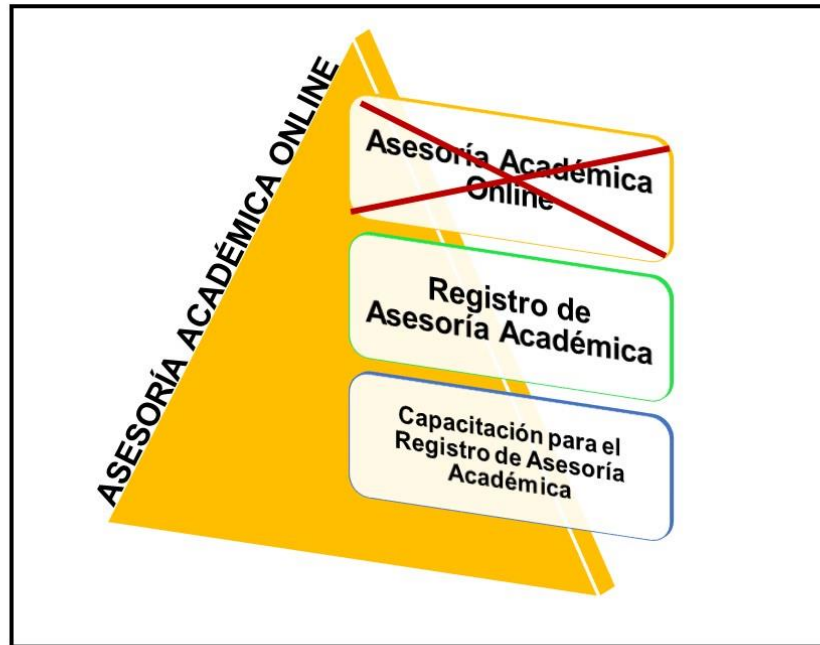 ASESORÍA ACADÉMICA ONLINE
Asesoría Académica
Online
Registro de
Asesoría Académica
Capacitación para el
Registro de Asesoría
Académica